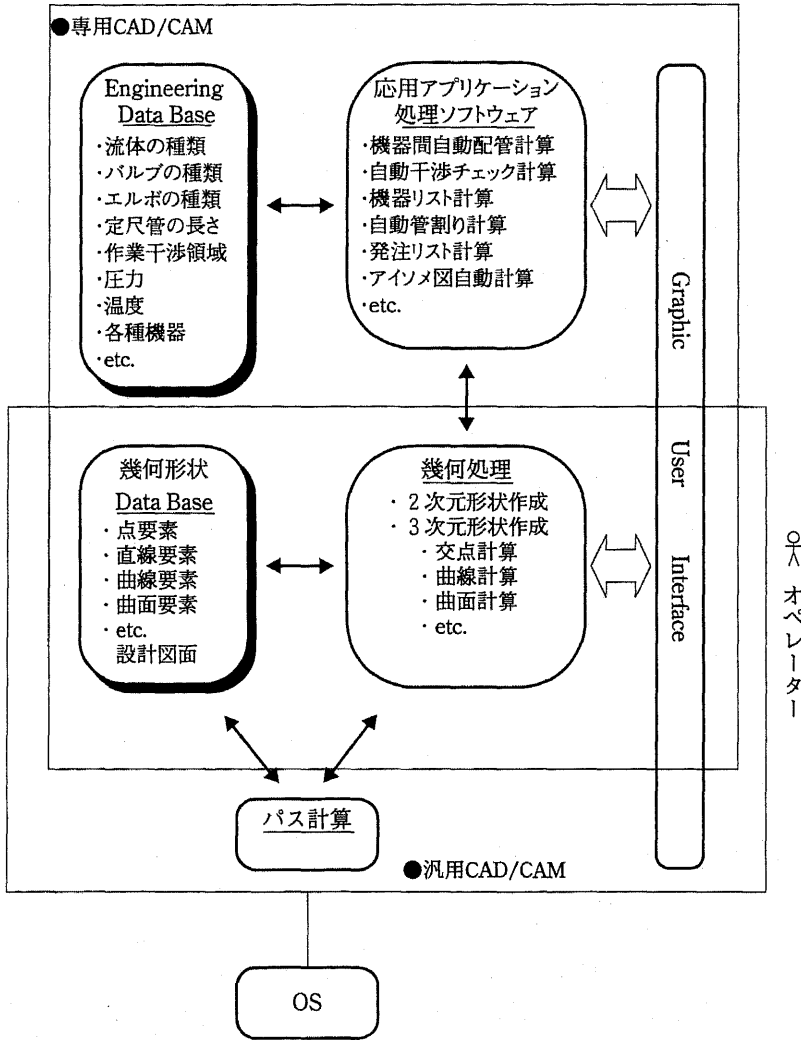 ●専用CAD/CAM
Engineering
Data Base
・流体の種類
・バルブの種類
・エルボの種類
・定尺管の長さ
・作業干渉領域
・圧力
・温度
・各種機器
・etc.
応用アプリケーション
処理ソフトウェア
・機器間自動配管計算
・自動干渉チェック計算
・機器リスト計算
・自動管割り計算
・発注リスト計算
・アイソメ図自動計算
・etc.
Graphic
User
Interface
幾何形状
Data Base
・点要素
・直線要素
・曲線要素
・曲面要素
・etc.
設計図面
幾何処理
・2次元形状作成
・3次元形状作成
・交点計算
・曲線計算
・曲面計算
・etc.
オペレーター
パス計算
●汎用CAD/CAM
OS